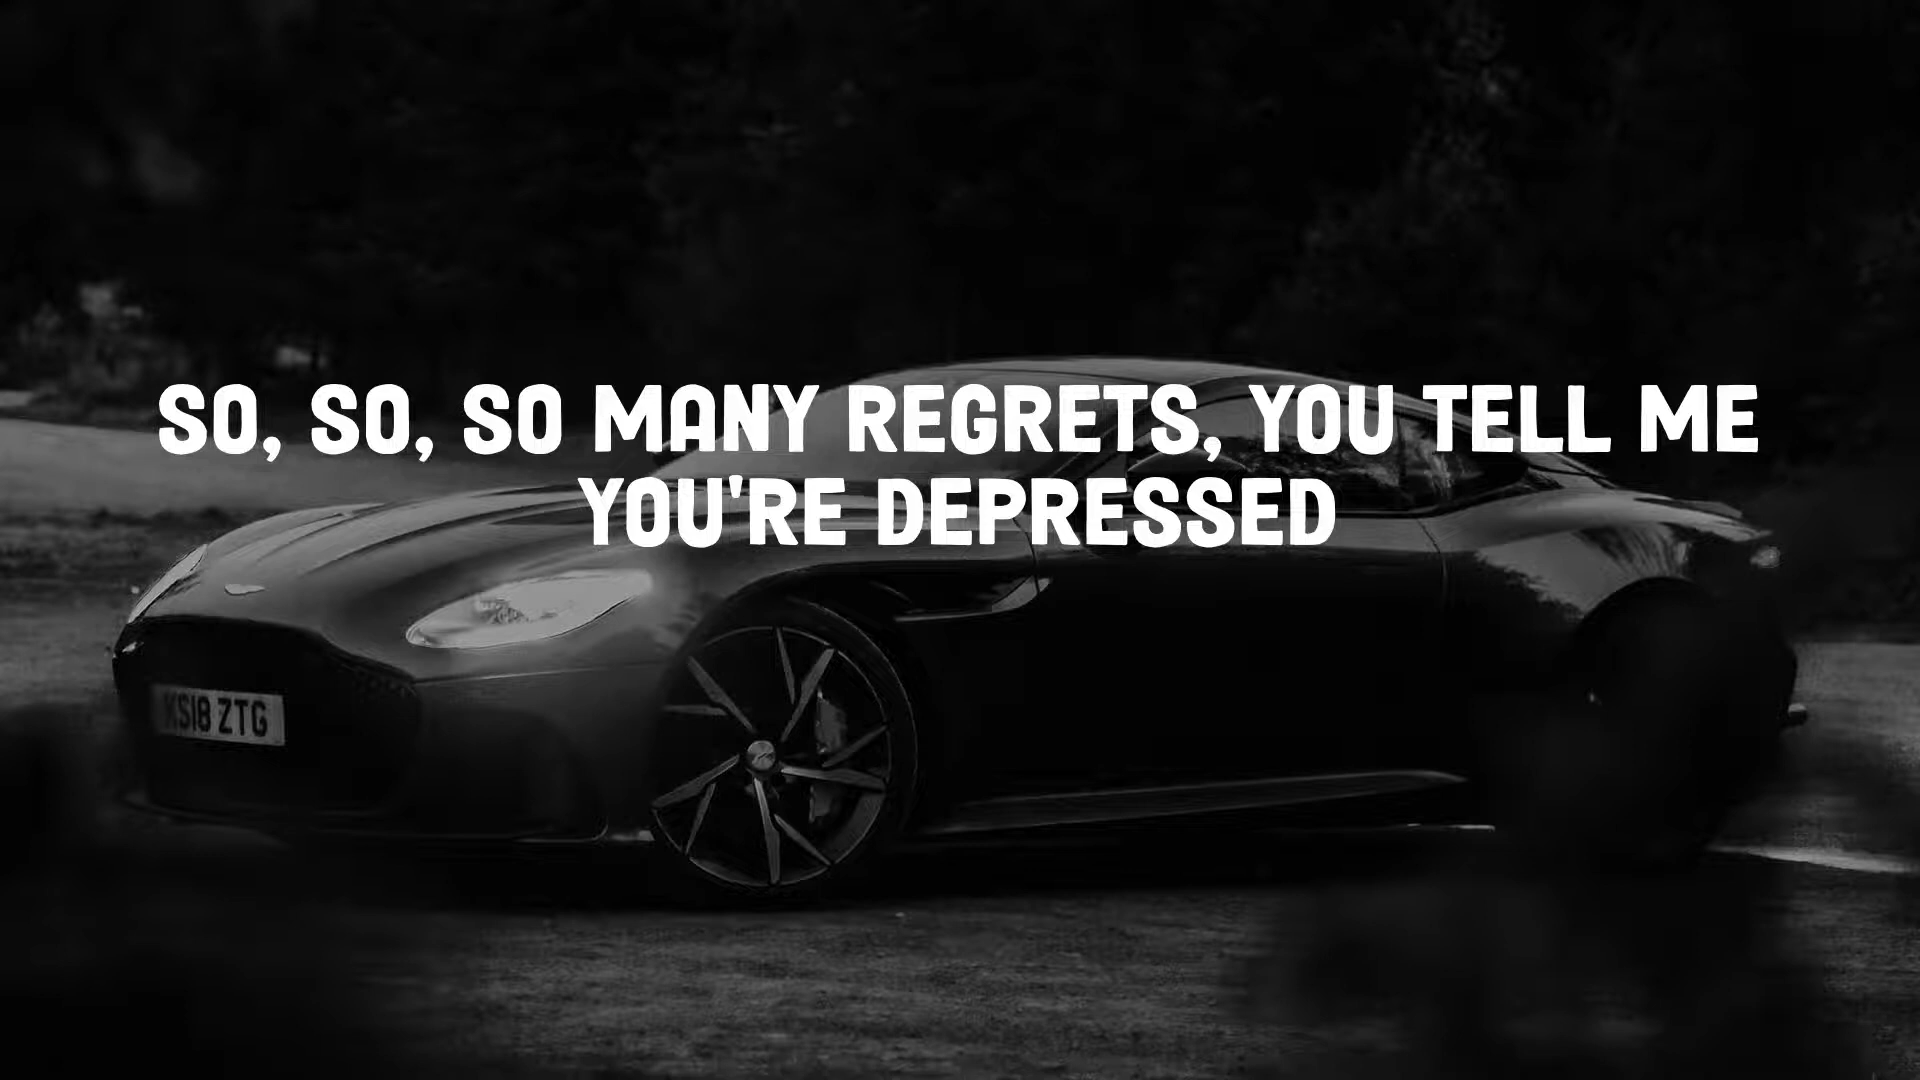 SO, SO, SO MANY REGRETS, YOU TELL ME
YOU'RE DEPRESSED
KS18 ZTG